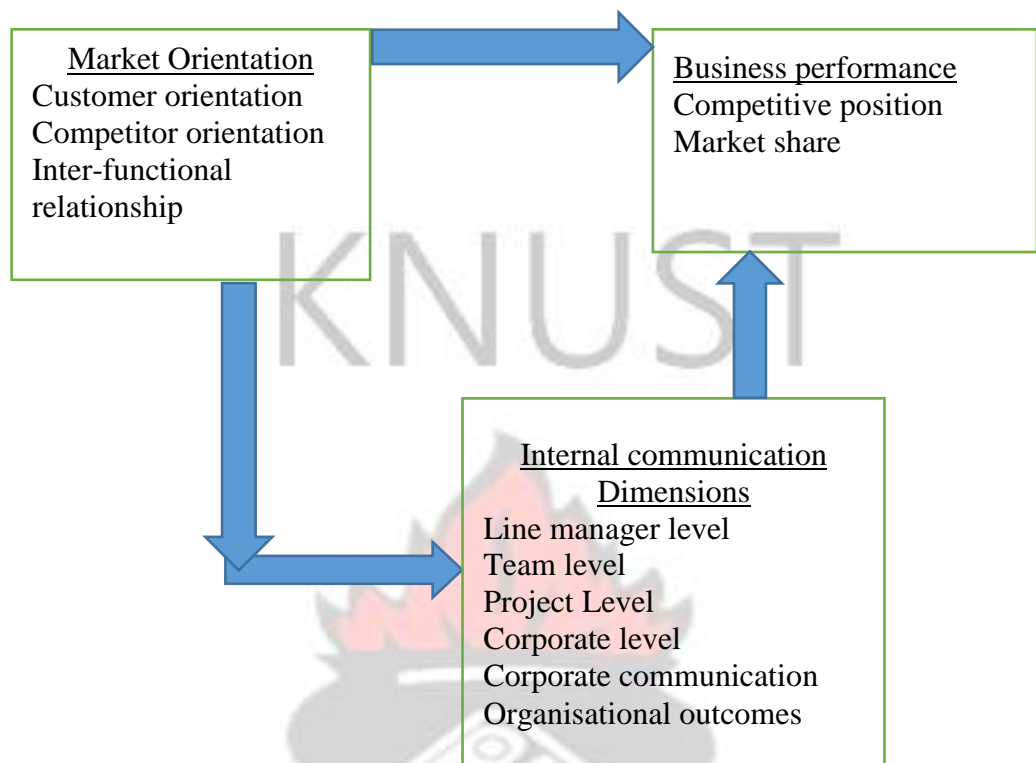 Market Orientation
Customer orientation
Competitor orientation
Inter-functional
relationship
Business performance
Competitive position
Market share
KNUST
Internal communication
Dimensions
Line manager level
Team level
Project Level
Corporate level
Corporate communication
Organisational outcomes